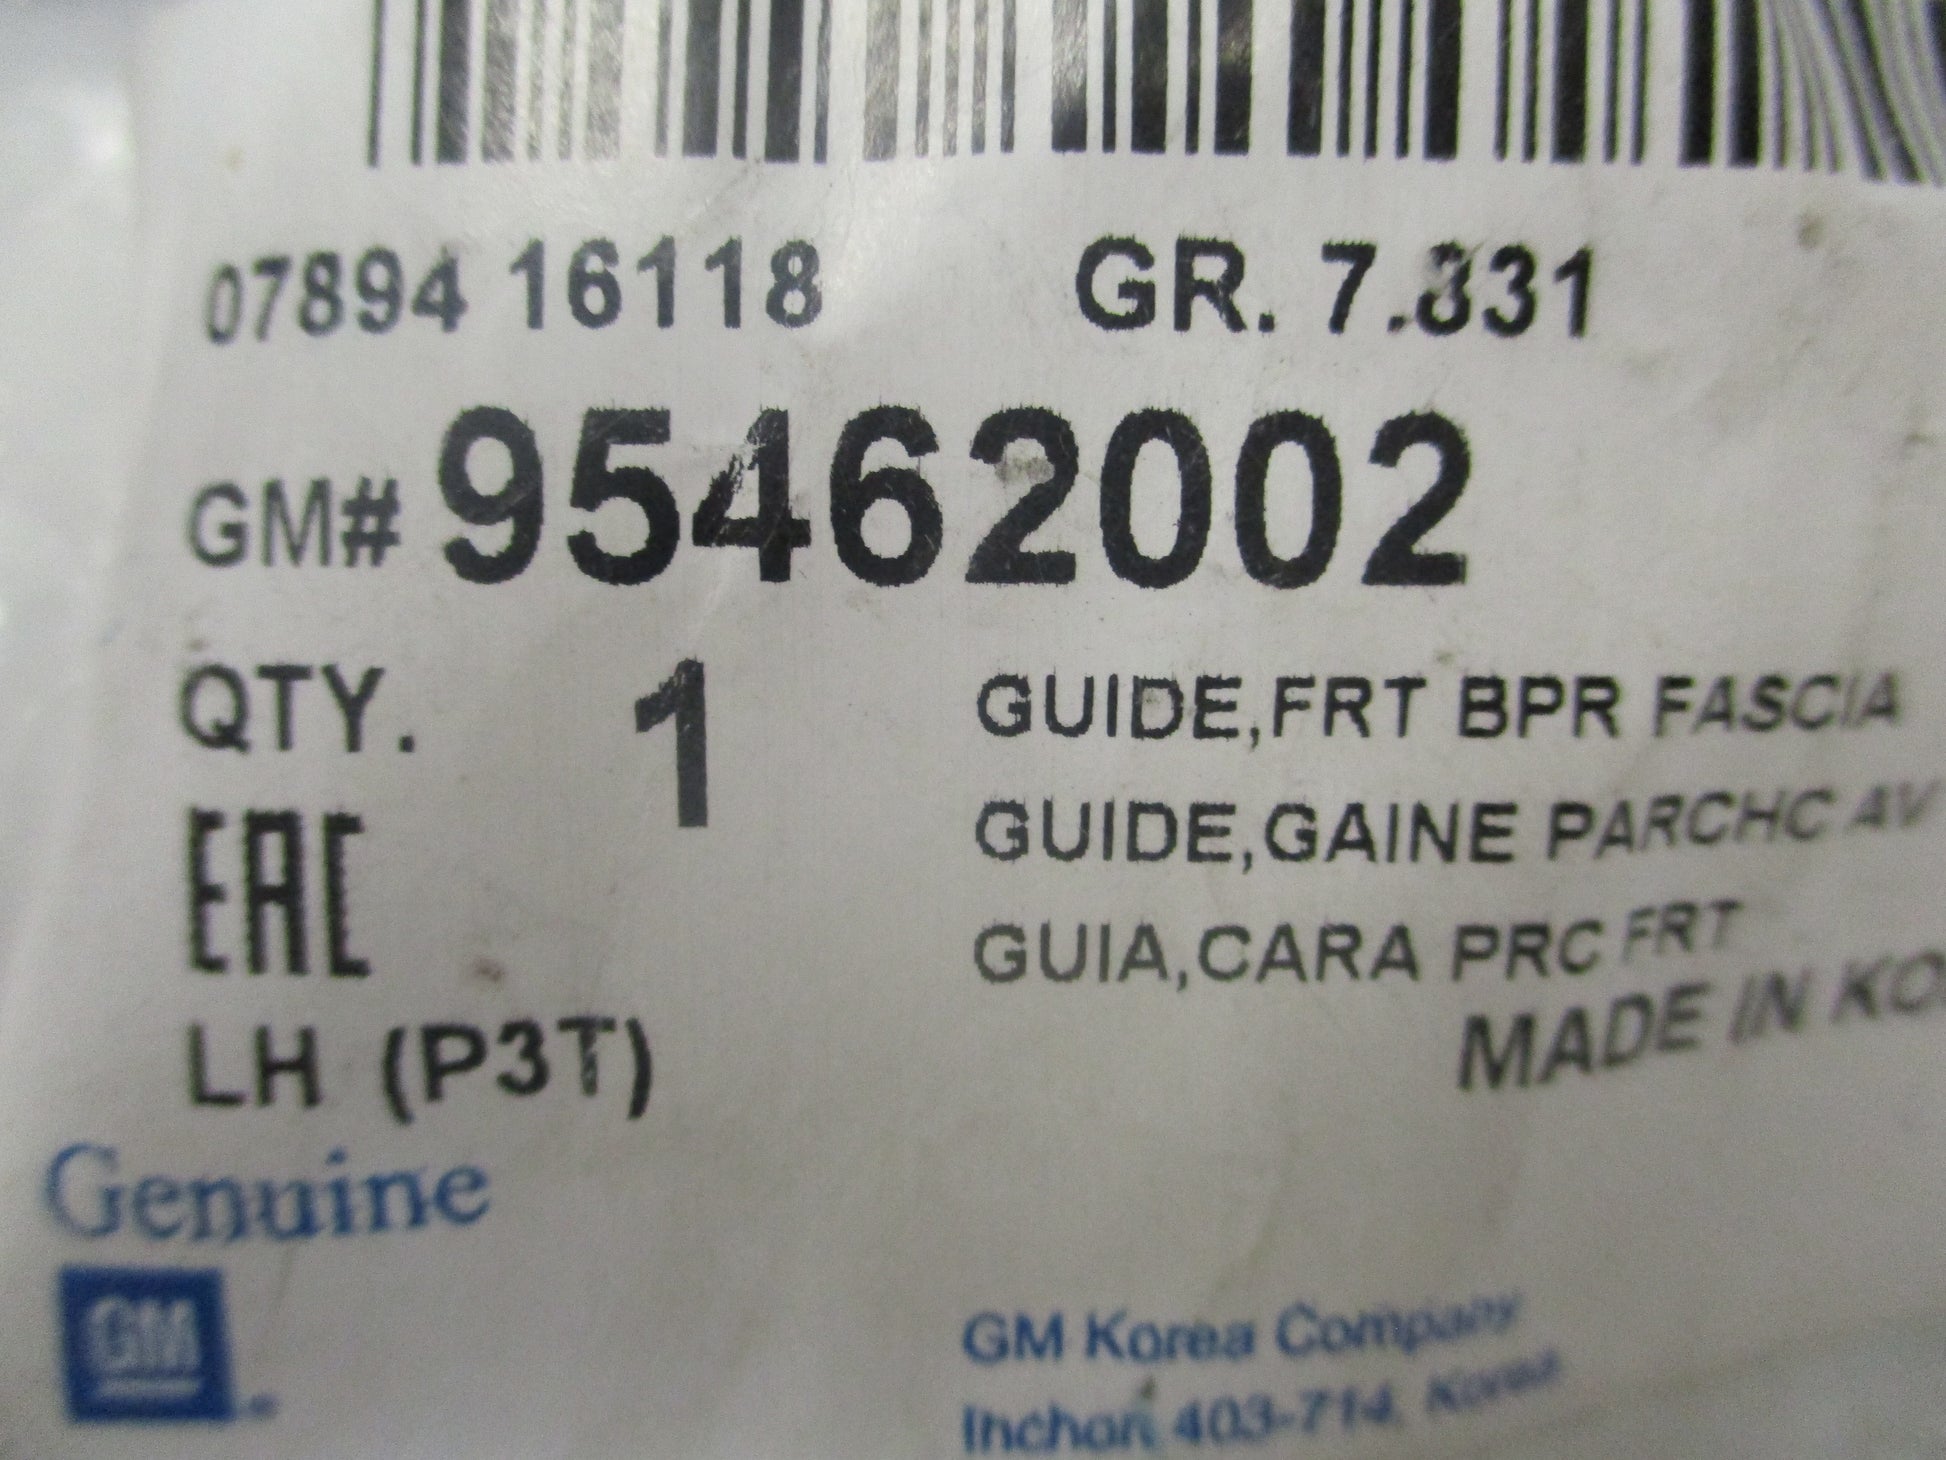 07894 16118 GR. 7.831
GM# 95462002
QTY. 1 GUIDE,FRT BPR FASCIA
GUIDE,GAINE PARCHC AV
EAC
GUIA,CARA PRC FRT
MADE IN KO
LH (P3T)
Genuine
GM
GM Korea Company
Inchon 403-714, Korea